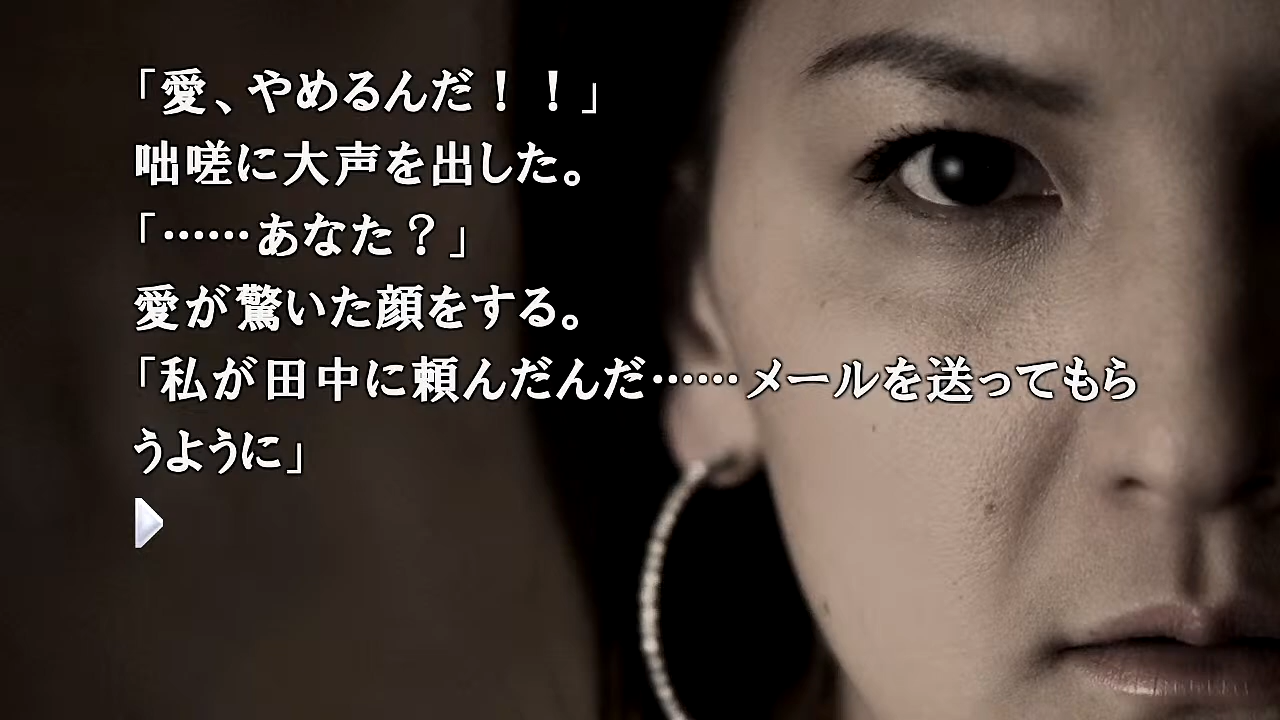 「愛、やめるんだ！！」
咄嗟に大声を出した。
「……あなた？」
愛が驚いた顔をする。
「私が田中に頼んだんだ……メールを送ってもら
うように」